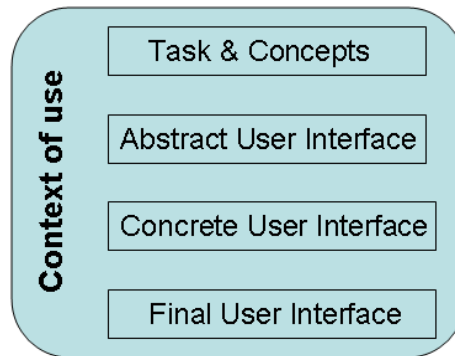 Context of use
Task & Concepts
Abstract User Interface
Concrete User Interface
Final User Interface